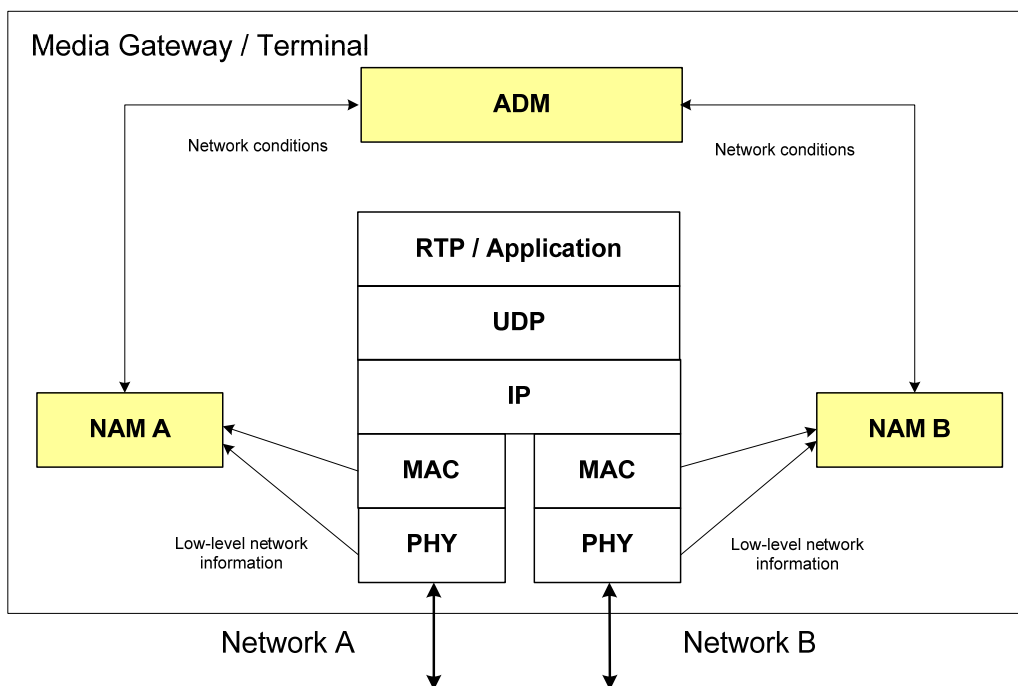 Media Gateway / Terminal
ADM
Network conditions
Network conditions
RTP / Application
UDP
IP
NAM A
NAM B
MAC
MAC
PHY
PHY
Low-level network
information
Low-level network
information
Network A
Network B